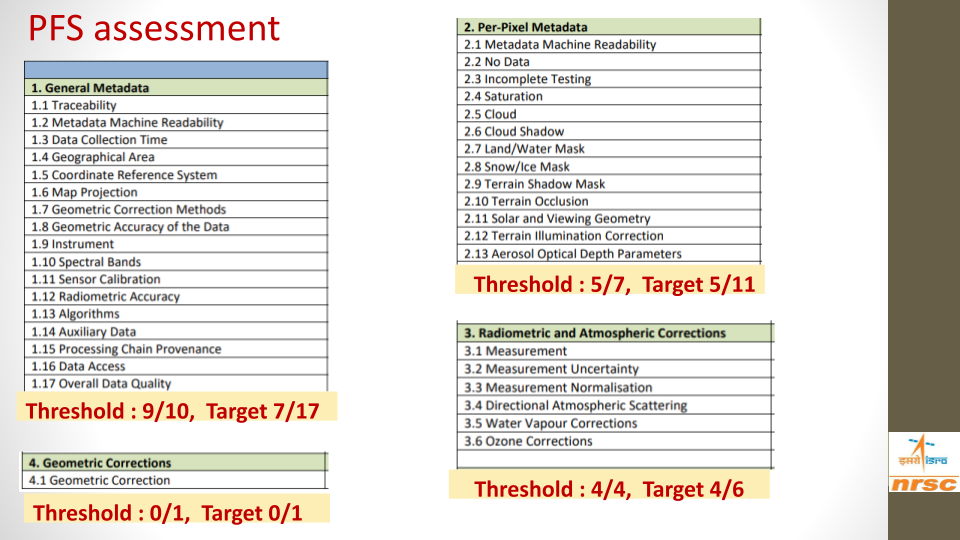 PFS assessment
1. General Metadata
1.1 Traceability
1.2 Metadata Machine Readability
1.3 Data Collection Time
1.4 Geographical Area
1.5 Coordinate Reference System
1.6 Map Projection
1.7 Geometric Correction Methods
1.8 Geometric Accuracy of the Data
1.9 Instrument
1.10 Spectral Bands
1.11 Sensor Calibration
1.12 Radiometric Accuracy
1.13 Algorithms
1.14 Auxiliary Data
1.15 Processing Chain Provenance
1.16 Data Access
1.17 Overall Data Quality
Threshold : 9/10, Target 7/17
4. Geometric Corrections
4.1 Geometric Correction
Threshold : 0/1, Target 0/1
2. Per-Pixel Metadata
2.1 Metadata Machine Readability
2.2 No Data
2.3 Incomplete Testing
2.4 Saturation
2.5 Cloud
2.6 Cloud Shadow
2.7 Land/Water Mask
2.8 Snow/Ice Mask
2.9 Terrain Shadow Mask
2.10 Terrain Occlusion
2.11 Solar and Viewing Geometry
2.12 Terrain Illumination Correction
2.13 Aerosol Optical Depth Parameters
Threshold : 5/7, Target 5/11
3. Radiometric and Atmospheric Corrections
3.1 Measurement
3.2 Measurement Uncertainty
3.3 Measurement Normalisation
3.4 Directional Atmospheric Scattering
3.5 Water Vapour Corrections
3.6 Ozone Corrections
Threshold : 4/4, Target 4/6
इसरो isro
nrsc